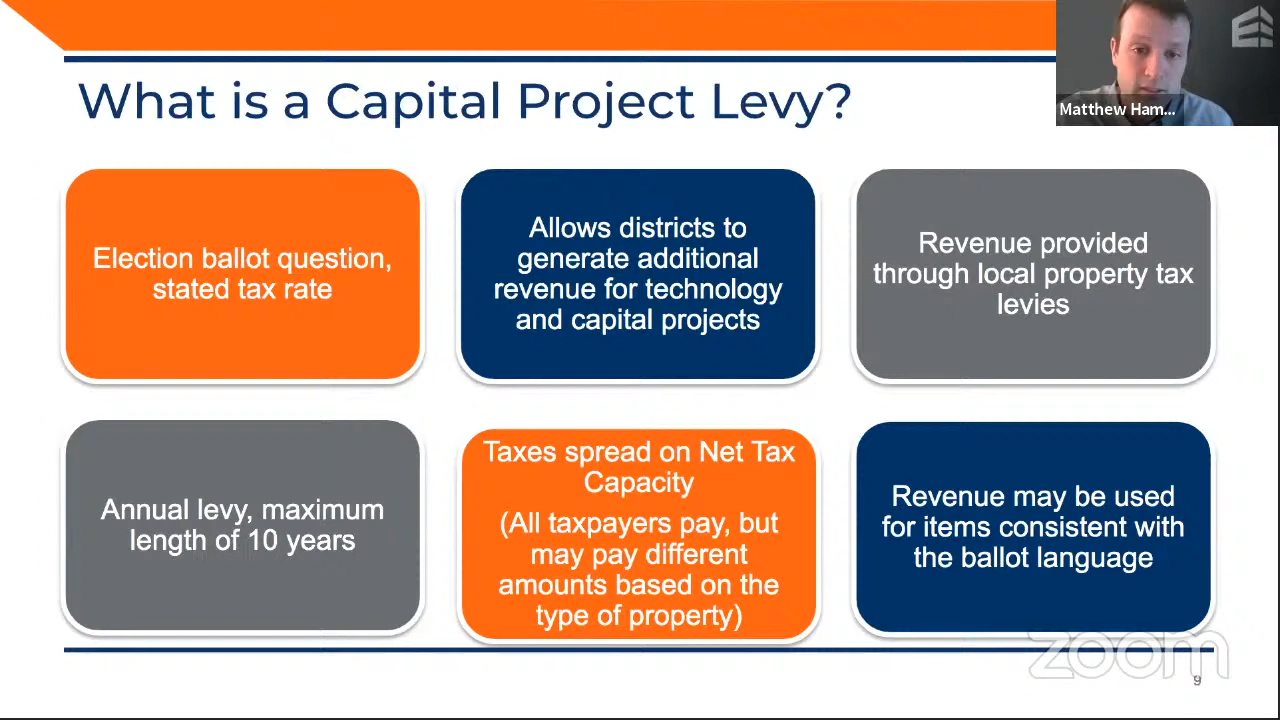 What is a Capital Project Levy?
Matthew Ham...
Election ballot question,
stated tax rate
Allows districts to
generate additional
revenue for technology
and capital projects
Revenue provided
through local property tax
levies
Annual levy, maximum
length of 10 years
Taxes spread on Net Tax
Capacity
(All taxpayers pay, but
may pay different
amounts based on the
type of property)
Revenue may be used
for items consistent with
the ballot language
zoom
9